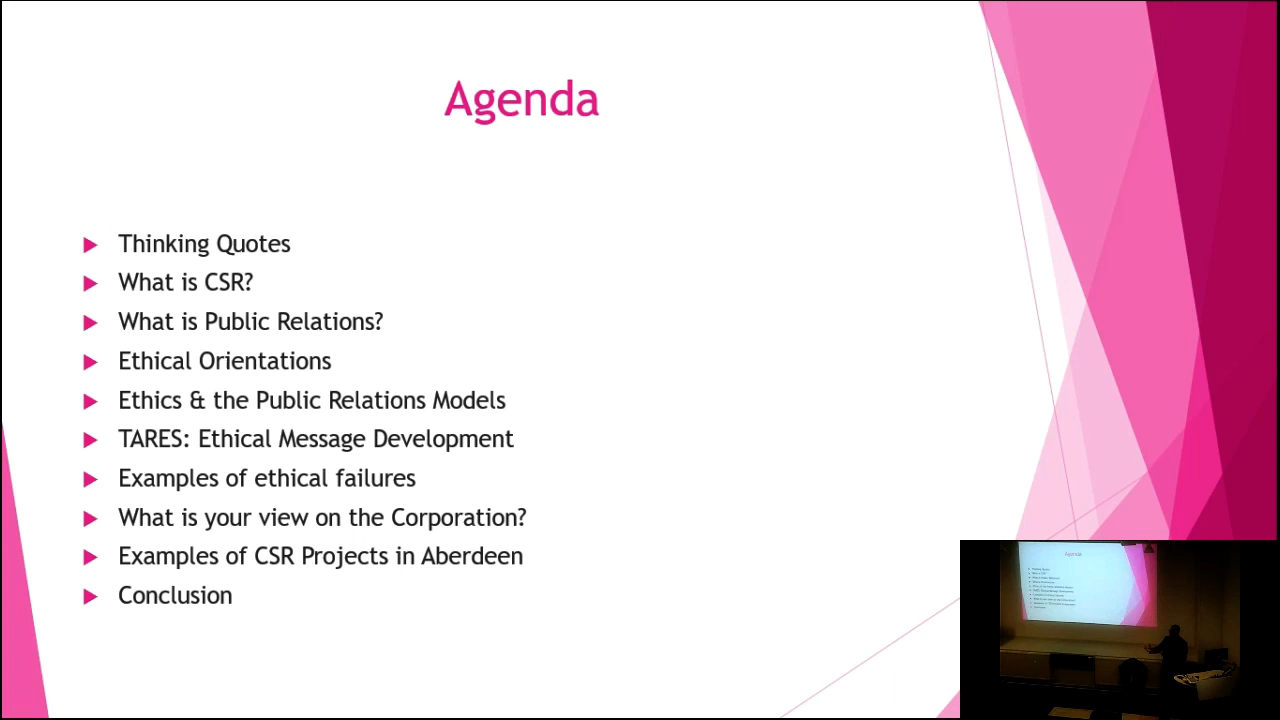 Agenda
Thinking Quotes
What is CSR?
What is Public Relations?
Ethical Orientations
Ethics & the Public Relations Models
TARES: Ethical Message Development
Examples of ethical failures
What is your view on the Corporation?
Examples of CSR Projects in Aberdeen
Conclusion
Agenda